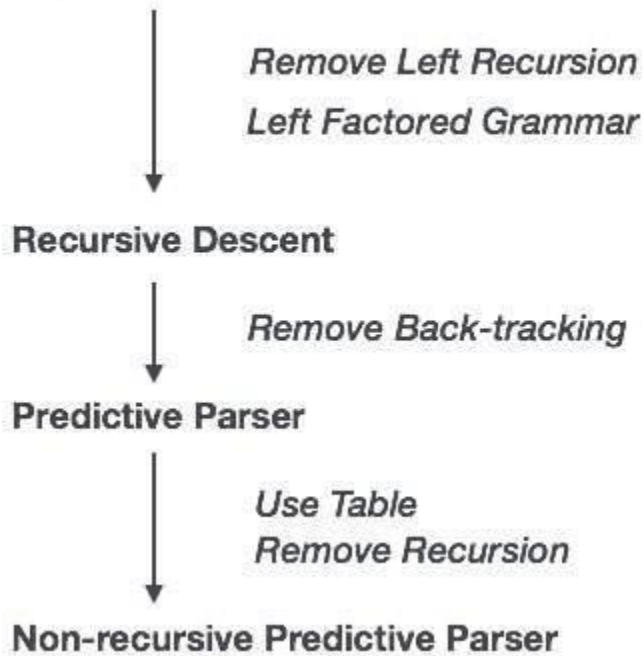 Remove Left Recursion
Left Factored Grammar
Recursive Descent
Remove Back-tracking
Predictive Parser
Use Table
Remove Recursion
Non-recursive Predictive Parser